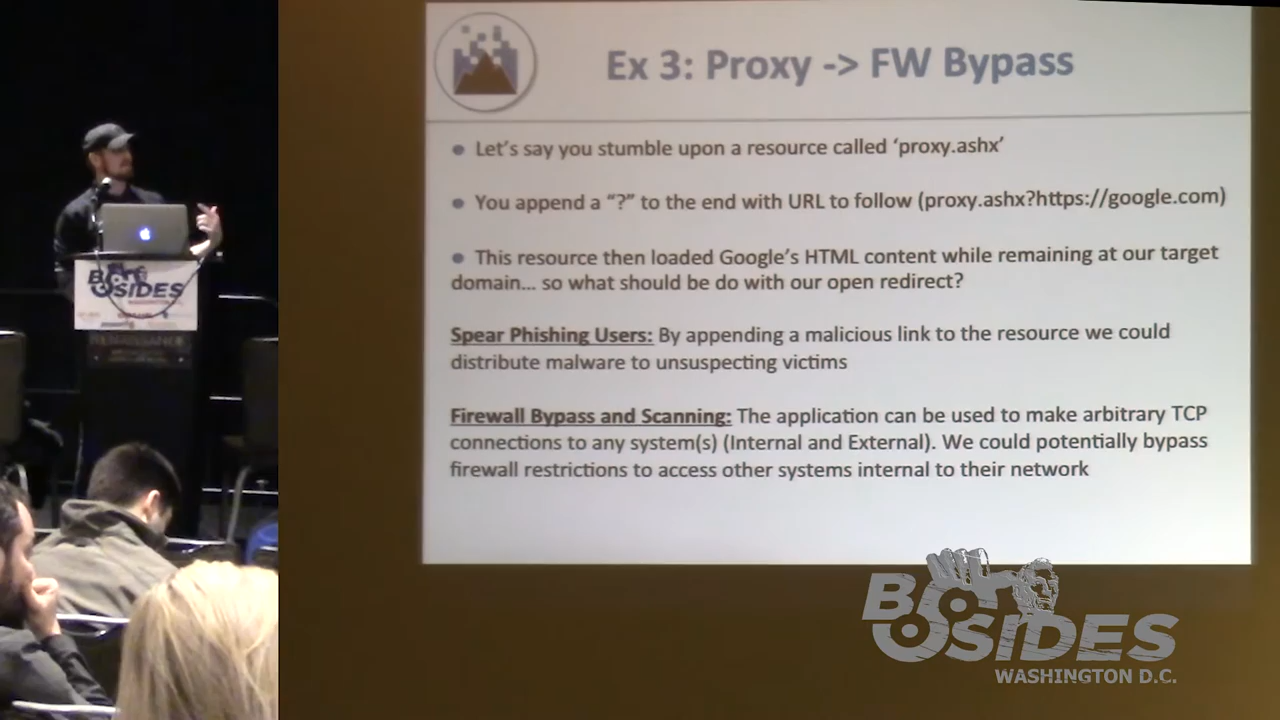 Ex 3: Proxy -> FW Bypass
● Let's say you stumble upon a resource called 'proxy.ashx'
● You append a “?” to the end with URL to follow (proxy.ashx?https://google.com)
● This resource then loaded Google's HTML content while remaining at our target
domain... so what should be do with our open redirect?
Spear Phishing Users: By appending a malicious link to the resource we could
distribute malware to unsuspecting victims
Firewall Bypass and Scanning: The application can be used to make arbitrary TCP
connections to any system(s) (Internal and External). We could potentially bypass
firewall restrictions to access other systems internal to their network
BSIDES
WASHINGTON D.C.
RENAISSANCE
BSIDES
WASHINGTON D.C.